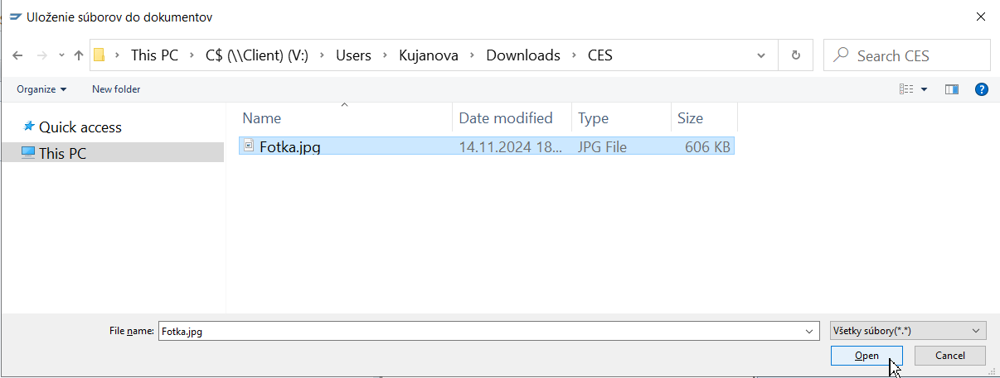 Uloženie súborov do dokumentov
This PC > C$ (\\Client) (V:) > Users > Kujanova > Downloads > CES
Search CES
Organize
New folder
Quick access
This PC
Name Date modified Type Size
Fotka.jpg 14.11.2024 18... JPG File 606 KB
File name: Fotka.jpg
Všetky súbory(*.*)
Open Cancel